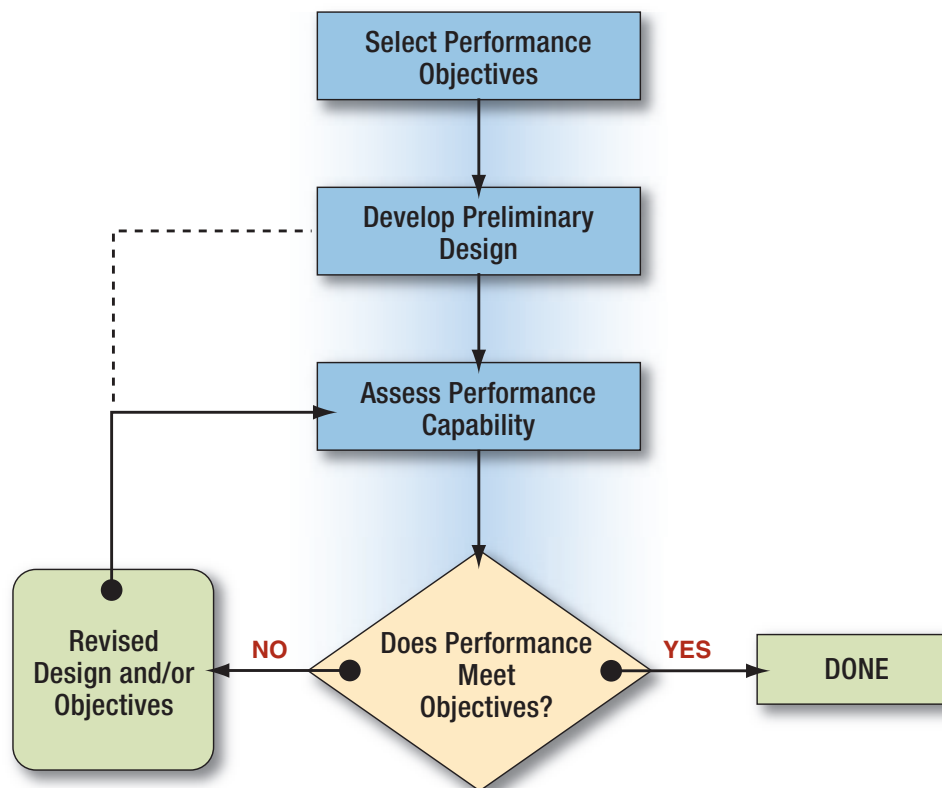 Select Performance
Objectives
Develop Preliminary
Design
Assess Performance
Capability
Does Performance
Meet
Objectives?
NO
Revised
Design and/or
Objectives
YES
DONE